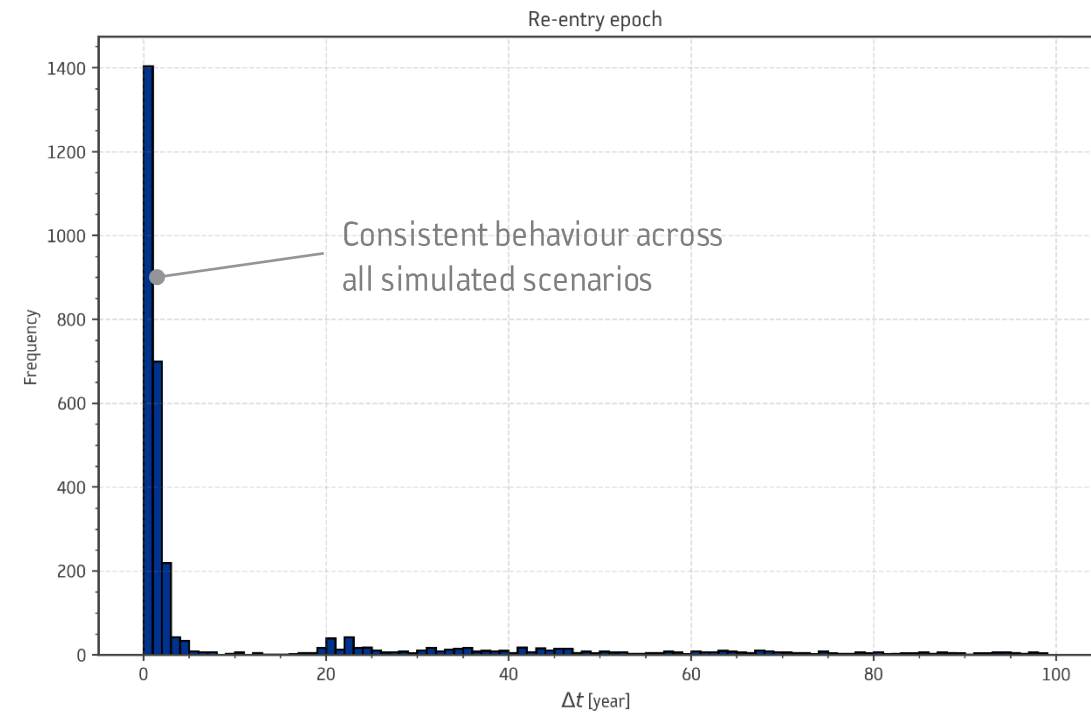 Re-entry epoch
1400
1200
1000
800
600
400
200
0
Frequency
Consistent behaviour across
all simulated scenarios
0 20 40 60 80 100
Δt [year]